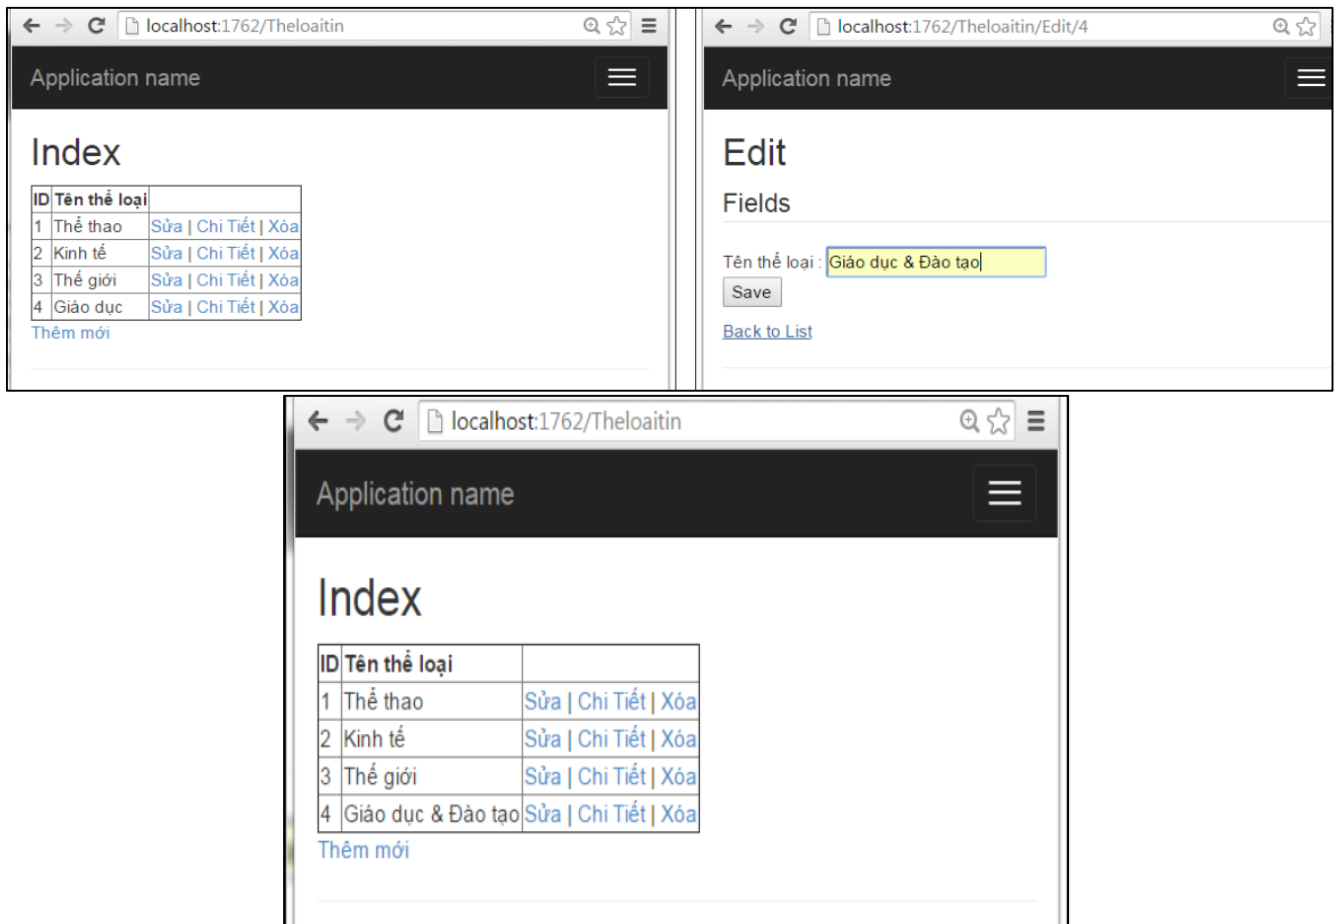 localhost:1762/Theloaitin
Application name
Index
ID Tên thể loại
1 Thể thao Sửa | Chi Tiết | Xóa
2 Kinh tế Sửa | Chi Tiết | Xóa
3 Thế giới Sửa | Chi Tiết | Xóa
4 Giáo dục Sửa | Chi Tiết | Xóa
Thêm mới
localhost:1762/Theloaitin/Edit/4
Application name
Edit
Fields
Tên thể loại : Giáo dục & Đào tạo
Save
Back to List
localhost:1762/Theloaitin
Application name
Index
ID Tên thể loại
1 Thể thao Sửa | Chi Tiết | Xóa
2 Kinh tế Sửa | Chi Tiết | Xóa
3 Thế giới Sửa | Chi Tiết | Xóa
4 Giáo dục & Đào tạo Sửa | Chi Tiết | Xóa
Thêm mới